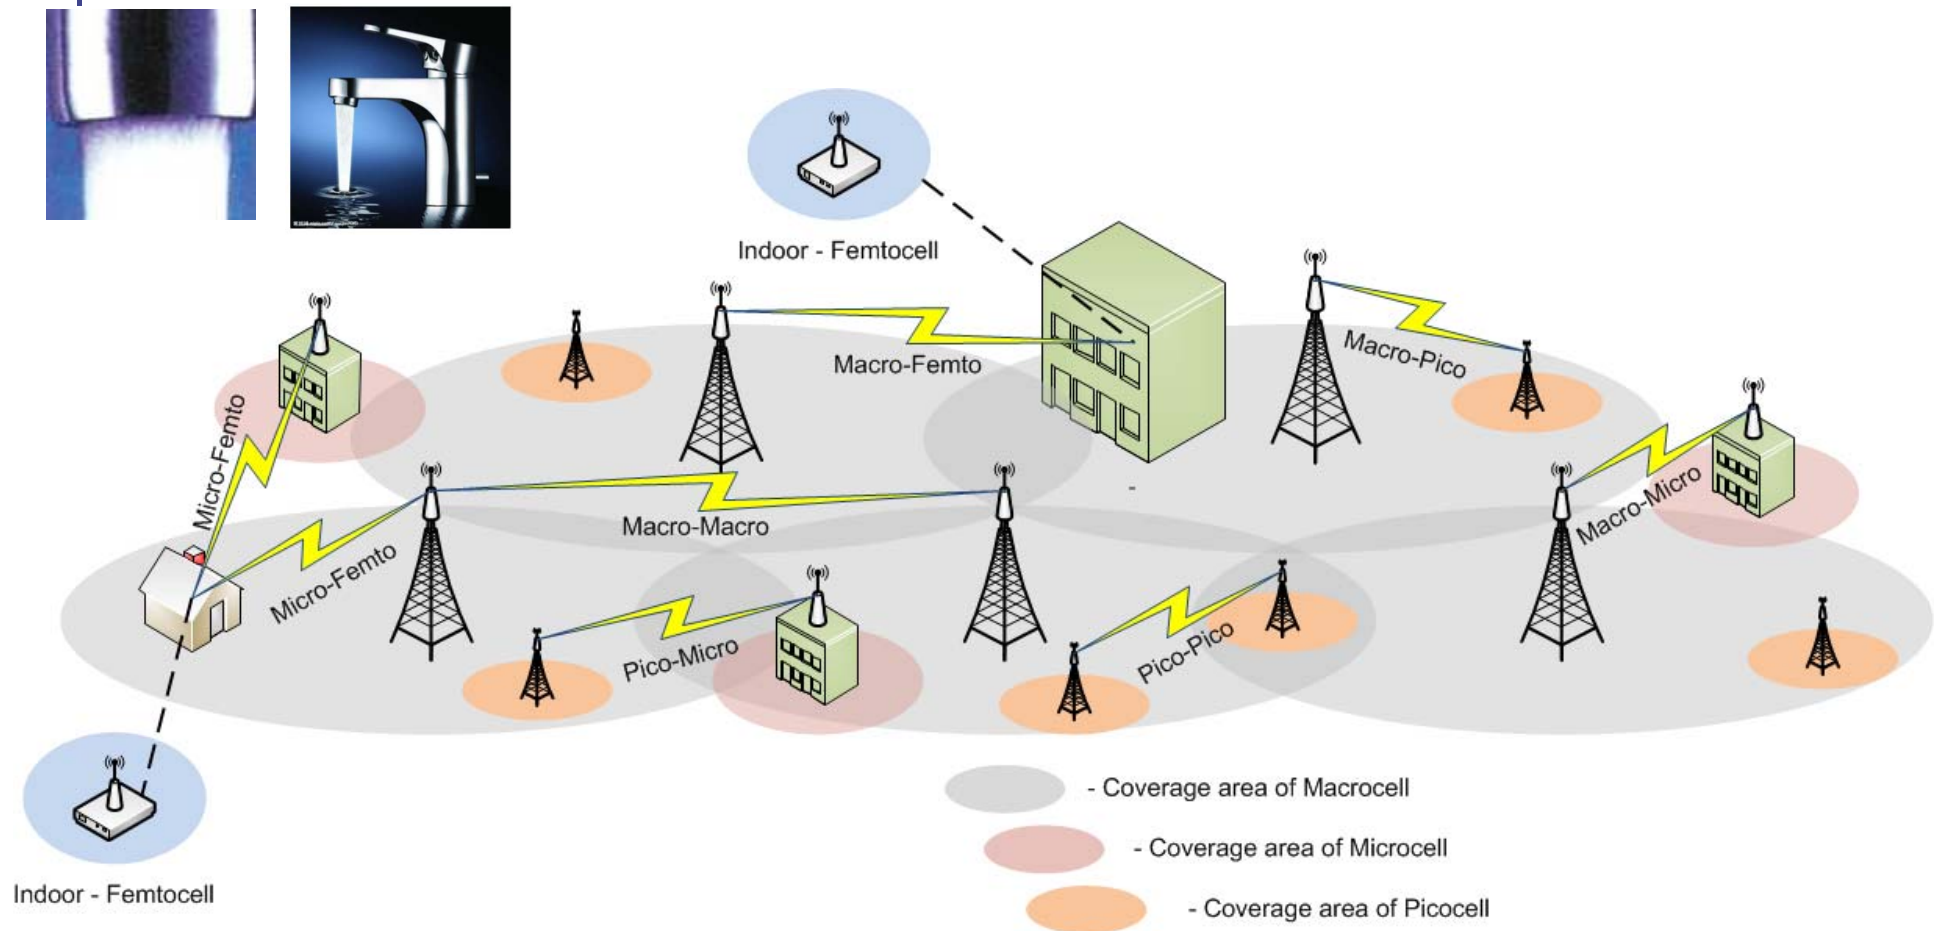 Indoor - Femtocell
Macro-Femto
Macro-Pico
Micro-Femto
Macro-Macro
Macro-Micro
Micro-Femto
Pico-Micro
Pico-Pico
-
- Coverage area of Macrocell
- Coverage area of Microcell
- Coverage area of Picocell
Indoor - Femtocell